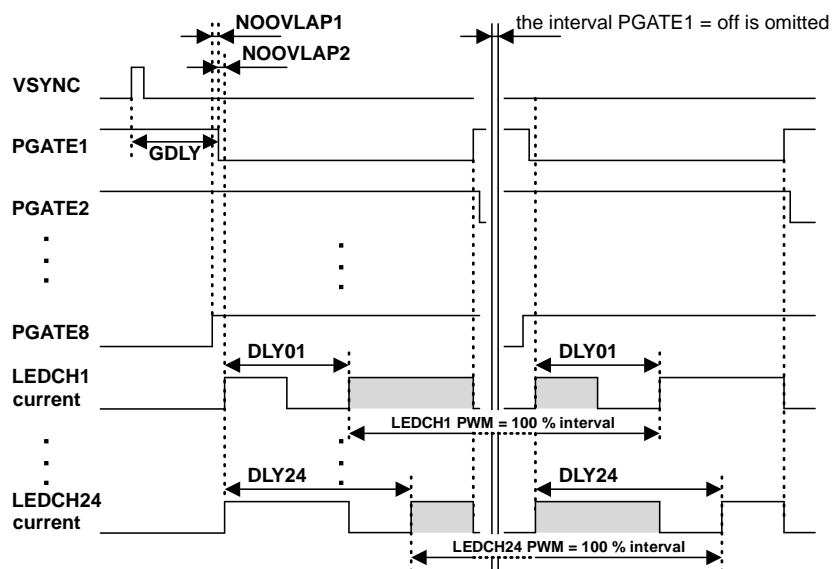 NOOVLAP1
the interval PGATE1 = off is omitted
NOOVLAP2
VSYNC
PGATE1
GDLY
PGATE2
PGATE8
DLY01
DLY01
LEDCH1
current
LEDCH1 PWM = 100 % interval
DLY24
DLY24
LEDCH24
current
LEDCH24 PWM = 100 % interval